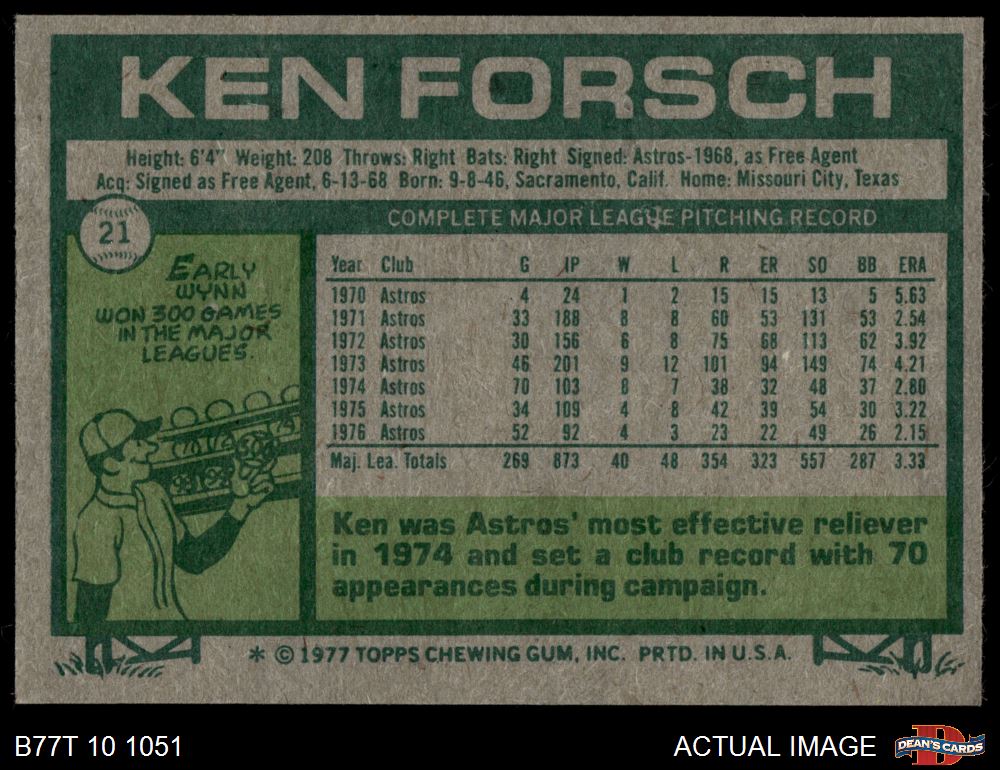 KEN FORSCH
Height: 6'4" Weight: 208 Throws: Right Bats: Right Signed: Astros-1968, as Free Agent
Acq: Signed as Free Agent, 6-13-68 Born: 9-8-46, Sacramento, Calif. Home: Missouri City, Texas
21
COMPLETE MAJOR LEAGUE PITCHING RECORD
EARLY
WYNN
WON 300 GAMES
IN THE MAJOR
LEAGUES.
Year Club G IP W L R ER SO BB ERA
1970 Astros 4 24 1 2 15 15 13 5 5.63
1971 Astros 33 188 8 8 60 53 131 53 2.54
1972 Astros 30 156 6 8 75 68 113 62 3.92
1973 Astros 46 201 9 12 101 94 149 74 4.21
1974 Astros 70 103 8 7 38 32 48 37 2.80
1975 Astros 34 109 4 8 42 39 54 30 3.22
1976 Astros 52 92 4 3 23 22 49 26 2.15
Maj. Lea. Totals 269 873 40 48 354 323 557 287 3.33
Ken was Astros' most effective reliever
in 1974 and set a club record with 70
appearances during campaign.
* © 1977 TOPPS CHEWING GUM, INC. PRTD. IN U.S.A.
B77T 10 1051
ACTUAL IMAGE
DEAN'S CARDS